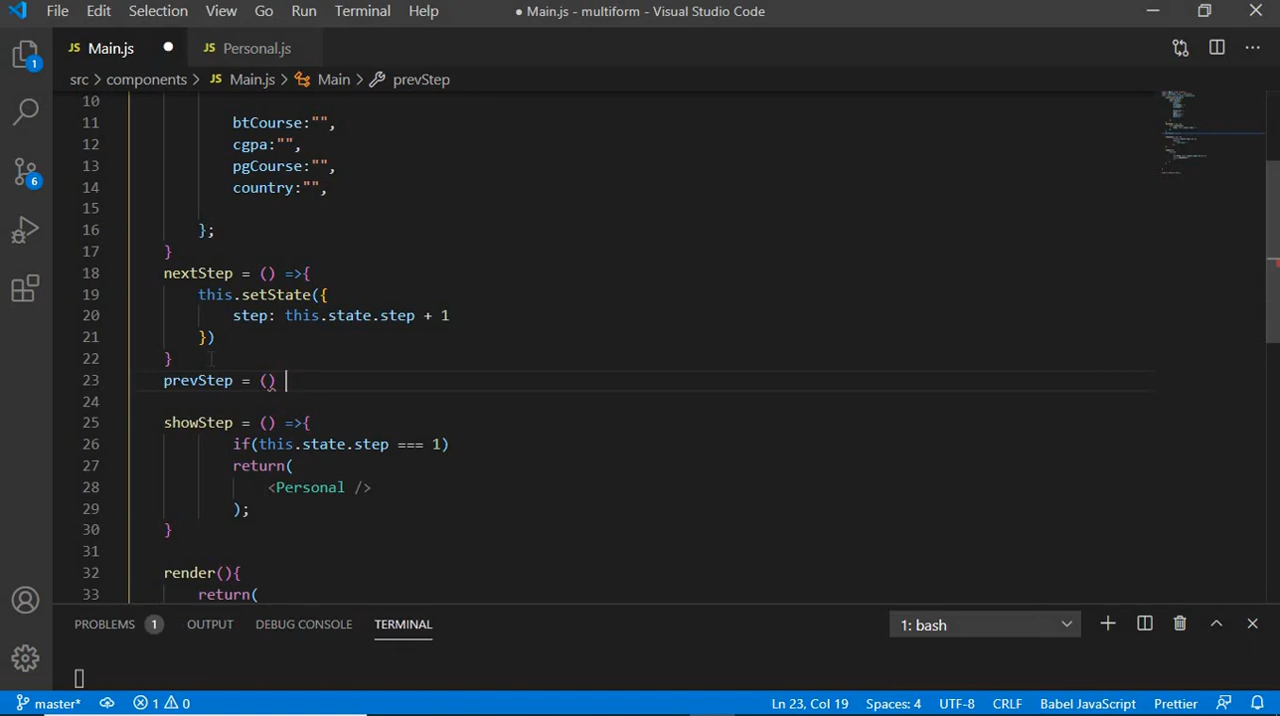 File Edit Selection View Go Run Terminal Help ● Main.js - multiform - Visual Studio Code
JS Main.js ● JS Personal.js
src > components > JS Main.js > Main > prevStep
10
11 btCourse:"",
12 cgpa:"",
13 pgCourse:"",
14 country:"",
15
16 };
17 }
18 nextStep = () =>{
19 this.setState({
20 step: this.state.step + 1
21 })
22 }
23 prevStep = ()
24
25 showStep = () =>{
26 if(this.state.step === 1)
27 return(
28 <Personal />
29 );
30 }
31
32 render(){
33 return(
1
6
PROBLEMS 1 OUTPUT DEBUG CONSOLE TERMINAL 1: bash
master* 1 0 Ln 23, Col 19 Spaces: 4 UTF-8 CRLF Babel JavaScript Prettier